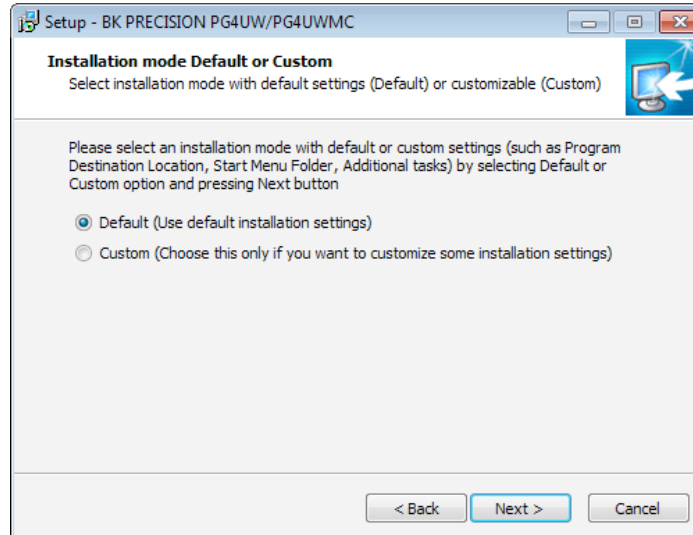 Setup - BK PRECISION PG4UW/PG4UWMC
Installation mode Default or Custom
Select installation mode with default settings (Default) or customizable (Custom)
Please select an installation mode with default or custom settings (such as Program
Destination Location, Start Menu Folder, Additional tasks) by selecting Default or
Custom option and pressing Next button
Default (Use default installation settings)
Custom (Choose this only if you want to customize some installation settings)
< Back Next > Cancel